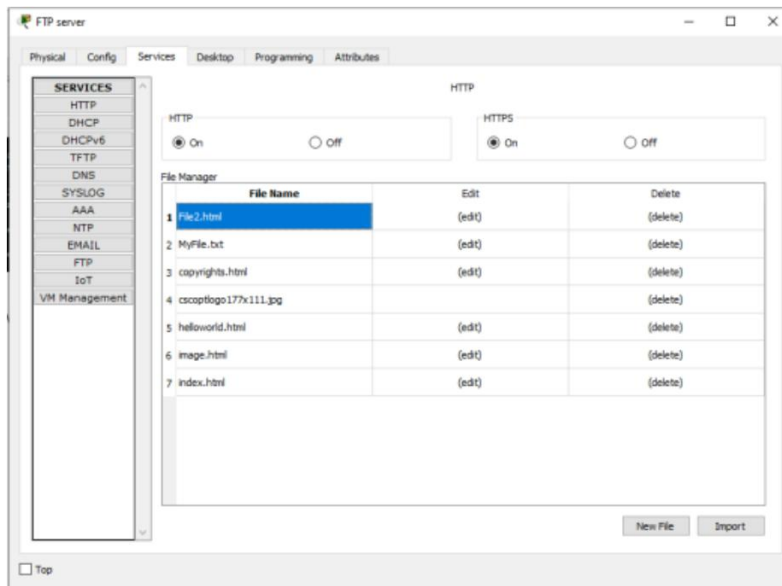 FTP server
Physical Config Services Desktop Programming Attributes
SERVICES
HTTP
DHCP
DHCPv6
TFTP
DNS
SYSLOG
AAA
NTP
EMAIL
FTP
IoT
VM Management
HTTP
HTTP
On Off
HTTPS
On Off
File Manager
File Name Edit Delete
1 File2.html (edit) (delete)
2 MyFile.txt (edit) (delete)
3 copyrights.html (edit) (delete)
4 cscoptlogo177x111.jpg (delete)
5 helloworld.html (edit) (delete)
6 image.html (edit) (delete)
7 index.html (edit) (delete)
New File Import
Top